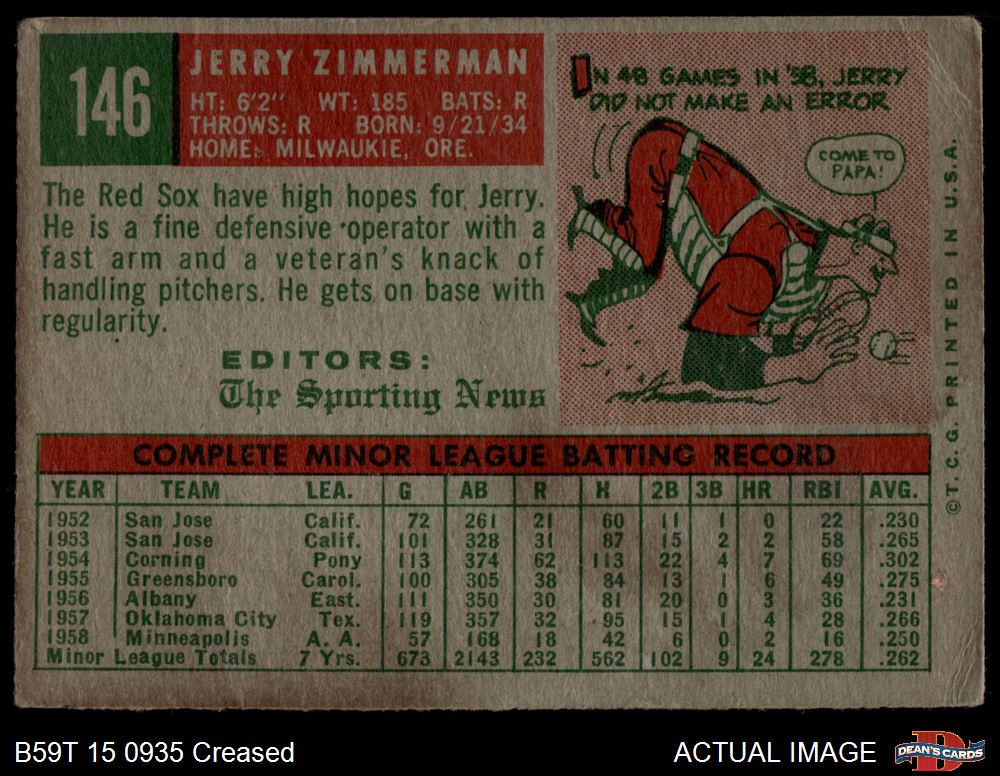 146
JERRY ZIMMERMAN
HT: 6'2" WT: 185 BATS: R
THROWS: R BORN: 9/21/34
HOME: MILWAUKIE, ORE.
The Red Sox have high hopes for Jerry.
He is a fine defensive operator with a
fast arm and a veteran's knack of
handling pitchers. He gets on base with
regularity.
EDITORS:
The Sporting News
IN 48 GAMES IN '58, JERRY
DID NOT MAKE AN ERROR
COME TO
PAPA!
© T. C. G. PRINTED IN U.S.A.
COMPLETE MINOR LEAGUE BATTING RECORD
YEAR TEAM LEA. G AB R H 2B 3B HR RBI AVG.
1952 San Jose Calif. 72 261 21 60 11 1 0 22 .230
1953 San Jose Calif. 101 328 31 87 15 2 2 58 .265
1954 Corning Pony 113 374 62 113 22 4 7 69 .302
1955 Greensboro Carol. 100 305 38 84 13 1 6 49 .275
1956 Albany East. 111 350 30 81 20 0 3 36 .231
1957 Oklahoma City Tex. 119 357 32 95 15 1 4 28 .266
1958 Minneapolis A. A. 57 168 18 42 6 0 2 16 .250
Minor League Totals 7 Yrs. 673 2143 232 562 102 9 24 278 .262
B59T 15 0935 Creased
ACTUAL IMAGE
D
DEAN'S CARDS